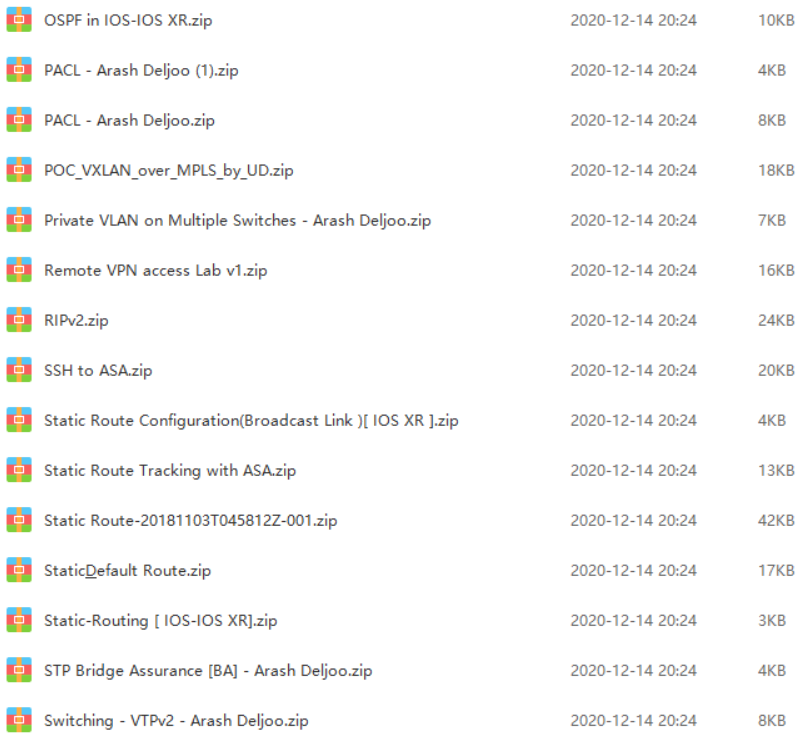 OSPF in IOS-IOS XR.zip 2020-12-14 20:24 10KB
PACL - Arash Deljoo (1).zip 2020-12-14 20:24 4KB
PACL - Arash Deljoo.zip 2020-12-14 20:24 8KB
POC_VXLAN_over_MPLS_by_UD.zip 2020-12-14 20:24 18KB
Private VLAN on Multiple Switches - Arash Deljoo.zip 2020-12-14 20:24 7KB
Remote VPN access Lab v1.zip 2020-12-14 20:24 16KB
RIPv2.zip 2020-12-14 20:24 24KB
SSH to ASA.zip 2020-12-14 20:24 20KB
Static Route Configuration(Broadcast Link )[ IOS XR ].zip 2020-12-14 20:24 4KB
Static Route Tracking with ASA.zip 2020-12-14 20:24 13KB
Static Route-20181103T045812Z-001.zip 2020-12-14 20:24 42KB
StaticDefault Route.zip 2020-12-14 20:24 17KB
Static-Routing [ IOS-IOS XR].zip 2020-12-14 20:24 3KB
STP Bridge Assurance [BA] - Arash Deljoo.zip 2020-12-14 20:24 4KB
Switching - VTPv2 - Arash Deljoo.zip 2020-12-14 20:24 8KB